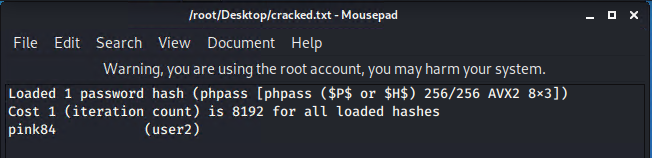 /root/Desktop/cracked.txt - Mousepad
File Edit Search View Document Help
Warning, you are using the root account, you may harm your system.
Loaded 1 password hash (phpass [phpass ($P$ or $H$) 256/256 AVX2 8×3])
Cost 1 (iteration count) is 8192 for all loaded hashes
pink84           (user2)